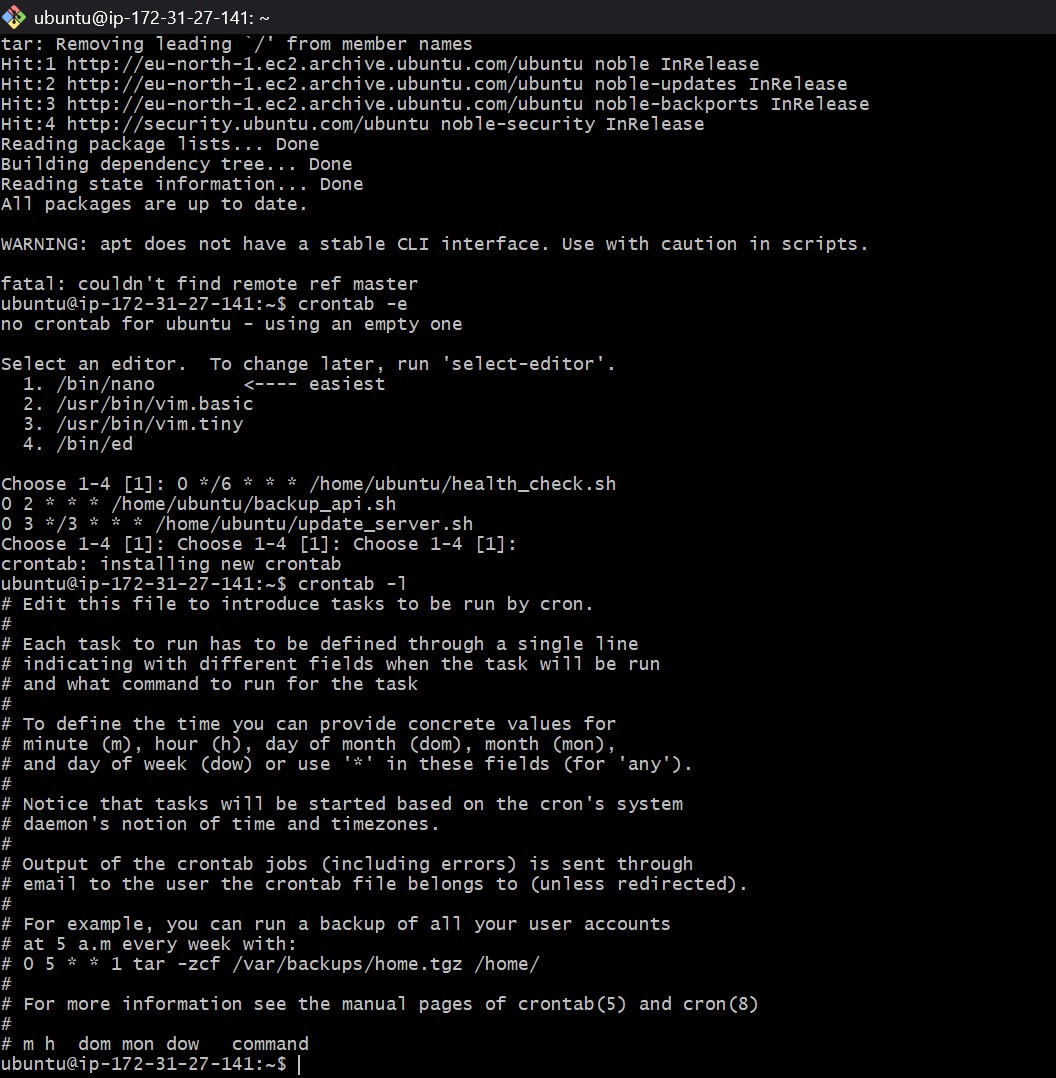 ubuntu@ip-172-31-27-141: ~
tar: Removing leading `/' from member names
Hit:1 http://eu-north-1.ec2.archive.ubuntu.com/ubuntu noble InRelease
Hit:2 http://eu-north-1.ec2.archive.ubuntu.com/ubuntu noble-updates InRelease
Hit:3 http://eu-north-1.ec2.archive.ubuntu.com/ubuntu noble-backports InRelease
Hit:4 http://security.ubuntu.com/ubuntu noble-security InRelease
Reading package lists... Done
Building dependency tree... Done
Reading state information... Done
All packages are up to date.
WARNING: apt does not have a stable CLI interface. Use with caution in scripts.
fatal: couldn't find remote ref master
ubuntu@ip-172-31-27-141:~$ crontab -e
no crontab for ubuntu - using an empty one
Select an editor.  To change later, run 'select-editor'.
  1. /bin/nano        <---- easiest
  2. /usr/bin/vim.basic
  3. /usr/bin/vim.tiny
  4. /bin/ed
Choose 1-4 [1]: 0 */6 * * * /home/ubuntu/health_check.sh
0 2 * * * /home/ubuntu/backup_api.sh
0 3 */3 * * * /home/ubuntu/update_server.sh
Choose 1-4 [1]: Choose 1-4 [1]: Choose 1-4 [1]:
crontab: installing new crontab
ubuntu@ip-172-31-27-141:~$ crontab -l
# Edit this file to introduce tasks to be run by cron.
#
# Each task to run has to be defined through a single line
# indicating with different fields when the task will be run
# and what command to run for the task
#
# To define the time you can provide concrete values for
# minute (m), hour (h), day of month (dom), month (mon),
# and day of week (dow) or use '*' in these fields (for 'any').
#
# Notice that tasks will be started based on the cron's system
# daemon's notion of time and timezones.
#
# Output of the crontab jobs (including errors) is sent through
# email to the user the crontab file belongs to (unless redirected).
#
# For example, you can run a backup of all your user accounts
# at 5 a.m every week with:
# 0 5 * * 1 tar -zcf /var/backups/home.tgz /home/
#
# For more information see the manual pages of crontab(5) and cron(8)
#
# m h  dom mon dow   command
ubuntu@ip-172-31-27-141:~$